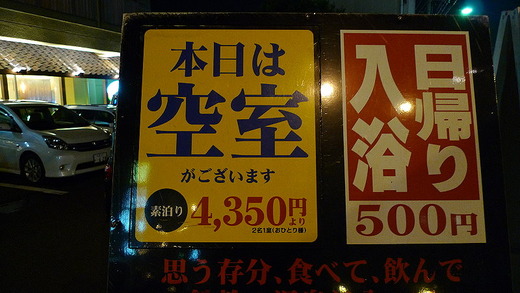 本日は
空室
がございます
素泊り 4,350円より
2名1室(おひとり様)
日帰り
入浴
500円
思う存分、食べて、飲んで